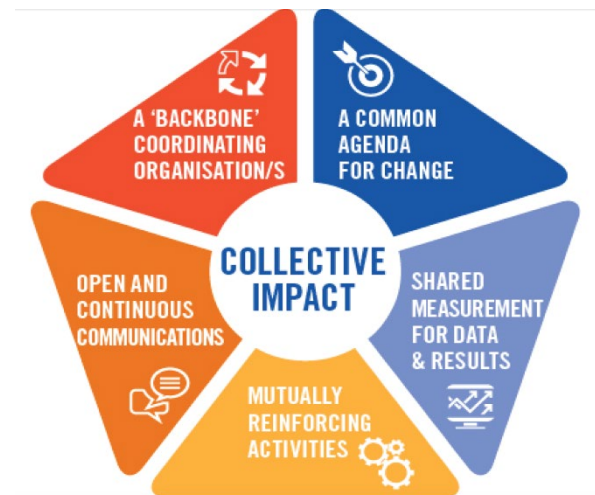 A 'BACKBONE'
COORDINATING
ORGANISATION/S
A COMMON
AGENDA
FOR CHANGE
COLLECTIVE
IMPACT
OPEN AND
CONTINUOUS
COMMUNICATIONS
SHARED
MEASUREMENT
FOR DATA
& RESULTS
MUTUALLY
REINFORCING
ACTIVITIES